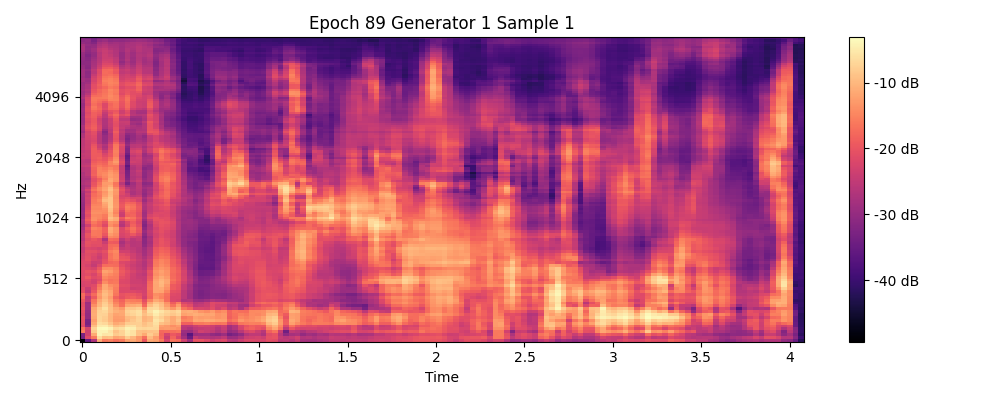 Epoch 89 Generator 1 Sample 1
Hz
4096
2048
1024
512
0
0 0.5 1 1.5 2 2.5 3 3.5 4
Time
-10 dB
-20 dB
-30 dB
-40 dB